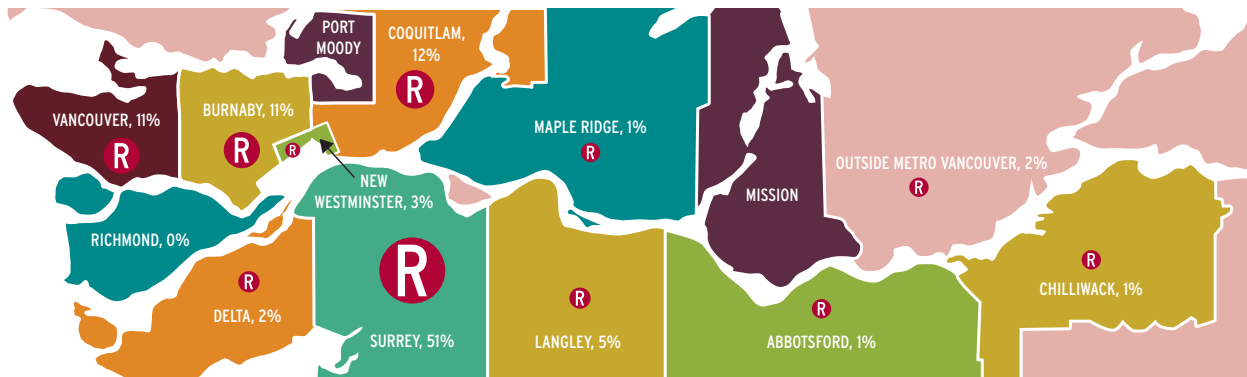 PORT
MOODY
COQUITLAM,
12%
R
VANCOUVER, 11%
R
BURNABY, 11%
R
R
NEW
WESTMINSTER, 3%
MAPLE RIDGE, 1%
R
MISSION
OUTSIDE METRO VANCOUVER, 2%
R
RICHMOND, 0%
R
DELTA, 2%
R
SURREY, 51%
R
LANGLEY, 5%
R
ABBOTSFORD, 1%
R
CHILLIWACK, 1%